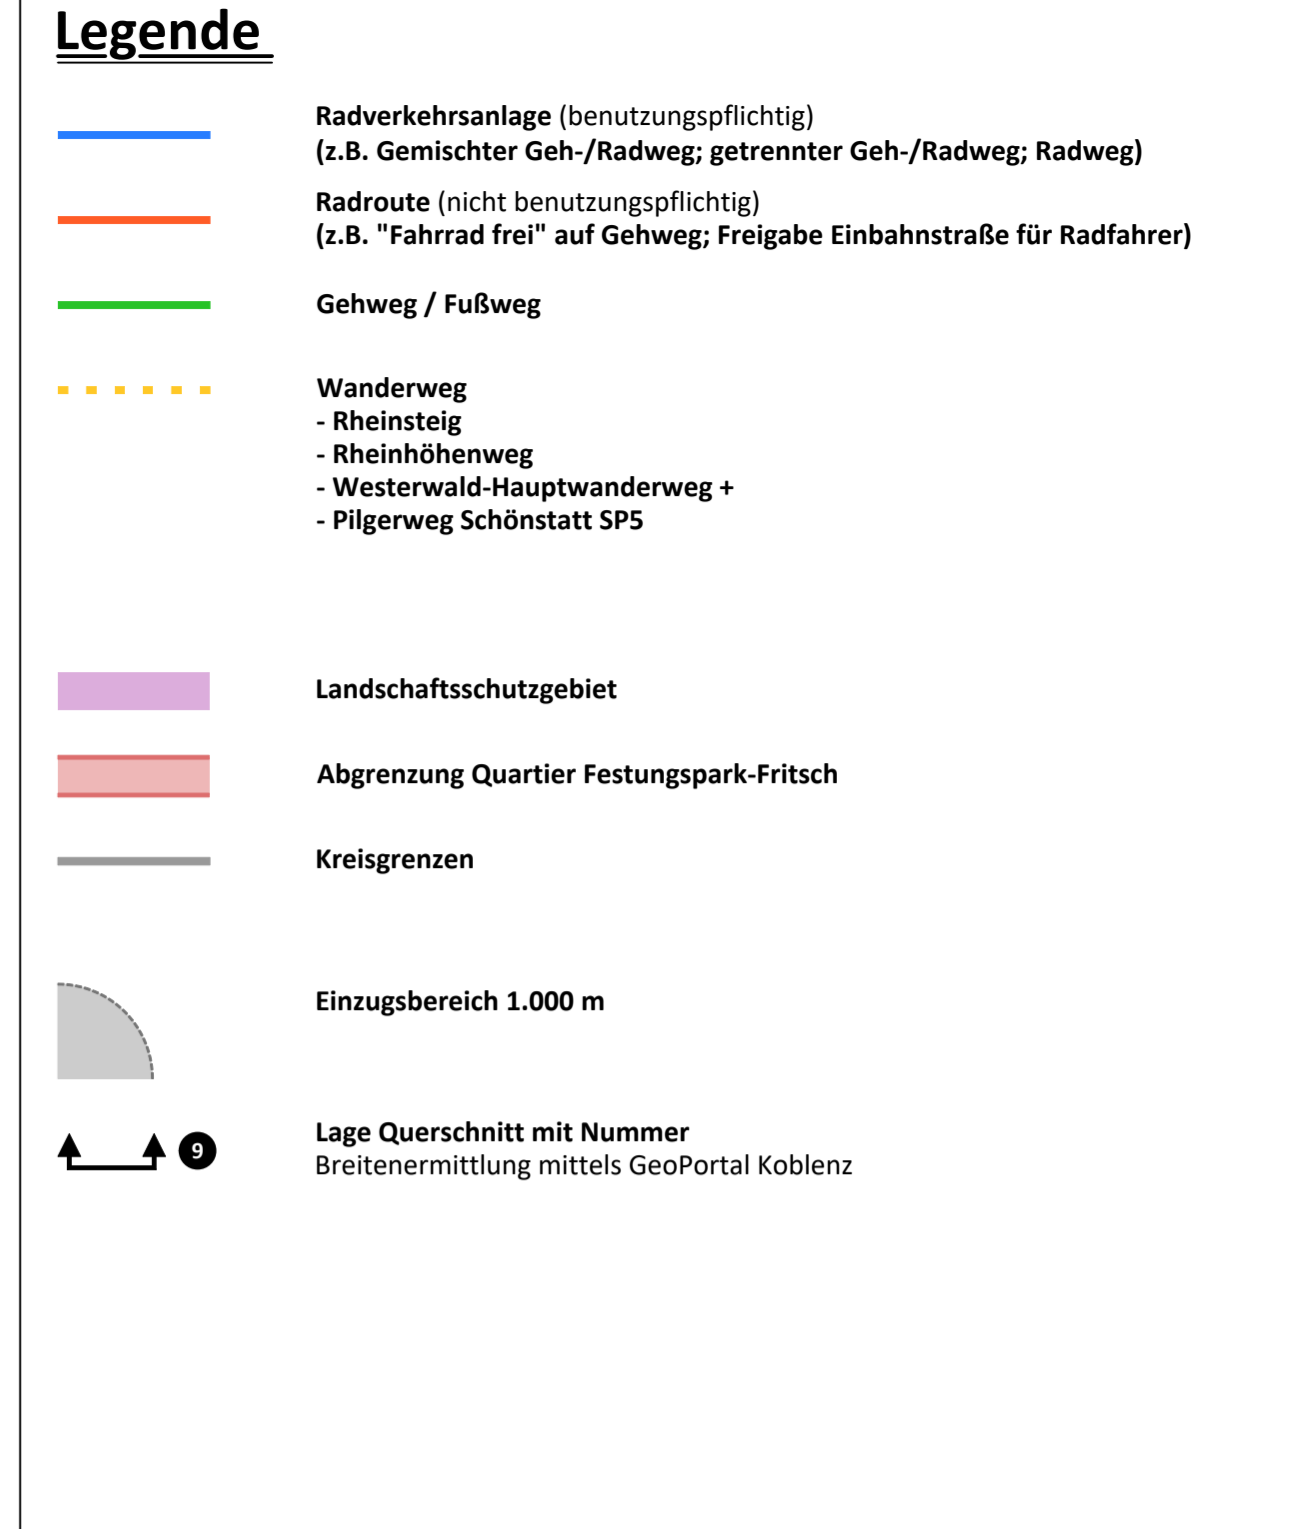 Legende
Radverkehrsanlage (benutzungspflichtig)
(z.B. Gemischter Geh-/Radweg; getrennter Geh-/Radweg; Radweg)
Radroute (nicht benutzungspflichtig)
(z.B. "Fahrrad frei" auf Gehweg; Freigabe Einbahnstraße für Radfahrer)
Gehweg / Fußweg
Wanderweg
- Rheinsteig
- Rheinhöhenweg
- Westerwald-Hauptwanderweg +
- Pilgerweg Schönstatt SP5
Landschaftsschutzgebiet
Abgrenzung Quartier Festungspark-Fritsch
Kreisgrenzen
Einzugsbereich 1.000 m
9
Lage Querschnitt mit Nummer
Breitenermittlung mittels GeoPortal Koblenz